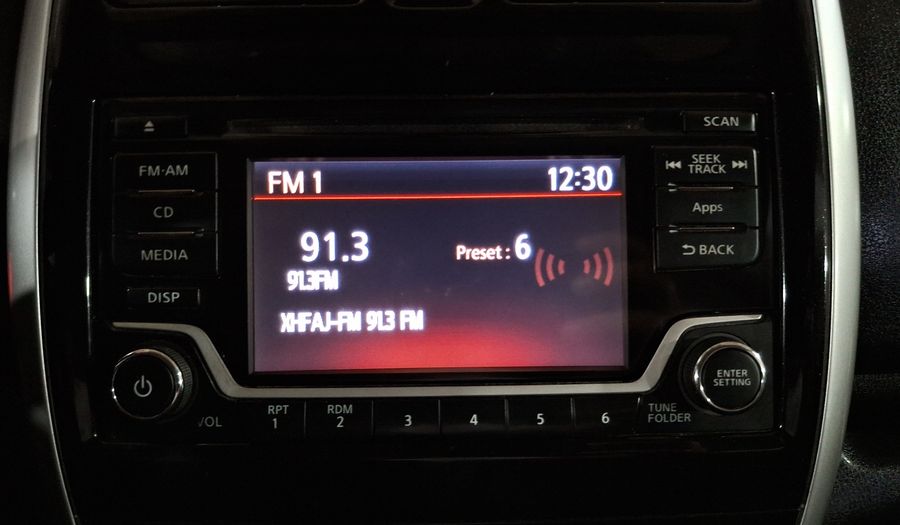 SCAN
FM·AM
CD
MEDIA
DISP
FM 1 12:30
91.3 Preset : 6
91.3FM
XHFAJ-FM 91.3 FM
SEEK
TRACK
Apps
BACK
VOL
RPT
1
RDM
2
3
4
5
6
TUNE
FOLDER
ENTER
SETTING